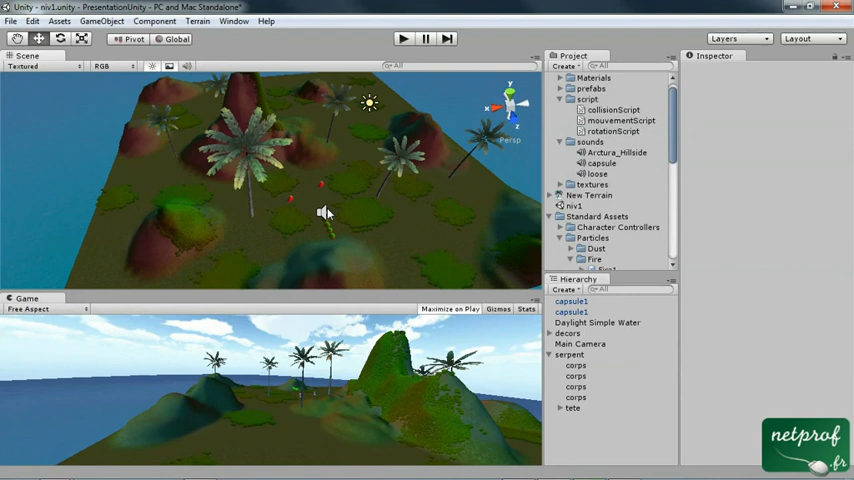 Unity - niv1.unity - PresentationUnity - PC and Mac Standalone*
File Edit Assets GameObject Component Terrain Window Help
Pivot Global Layers Layout
Scene
Textured RGB All
y
x
z
Persp
Game
Free Aspect Maximize on Play Gizmos Stats
Project
Create All
Materials
prefabs
script
collisionScript
mouvementScript
rotationScript
sounds
Arctura_Hillside
capsule
loose
textures
New Terrain
niv1
Standard Assets
Character Controllers
Particles
Dust
Fire
Fire1
Hierarchy
Create All
capsule1
capsule1
Daylight Simple Water
decors
Main Camera
serpent
corps
corps
corps
corps
tete
Inspector
netprof
.fr